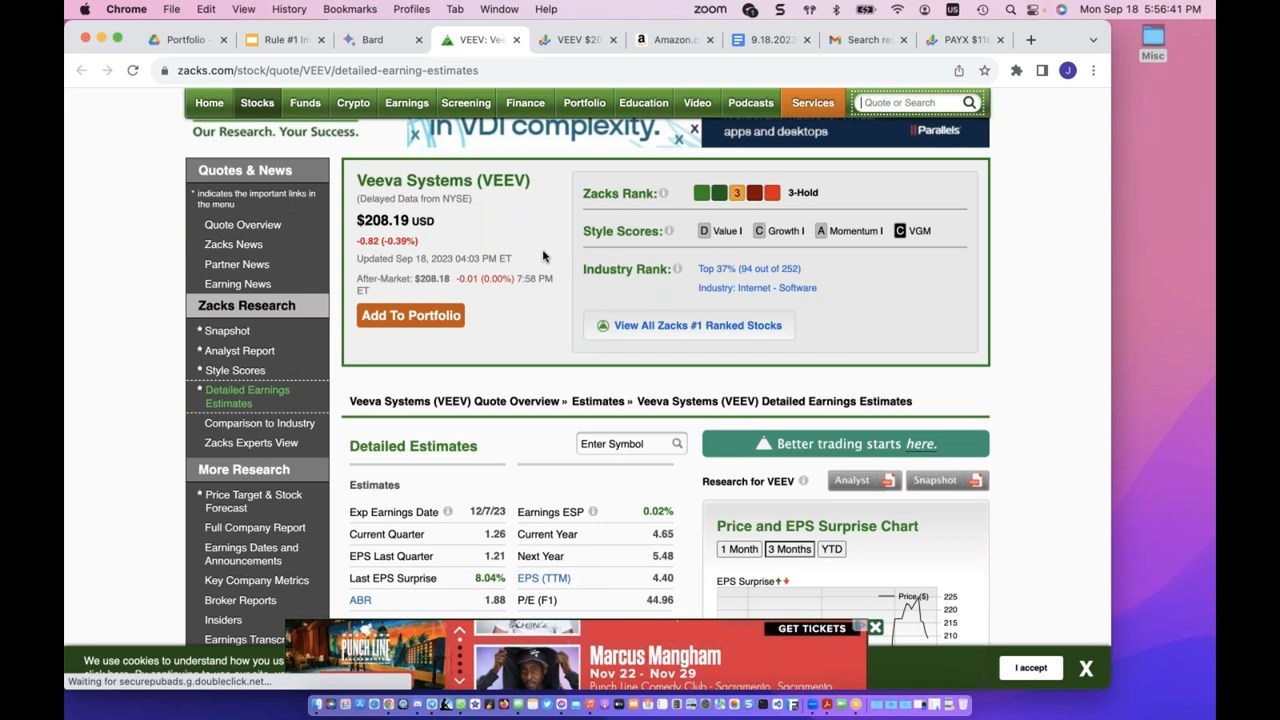 Chrome File Edit View History Bookmarks Profiles Tab Window Help zoom US Mon Sep 18 5:56:41 PM
Portfolio - Rule #1 In Bard VEEV: Vee VEEV $20 Amazon.c 9.18.202 Search re PAYX $11
zacks.com/stock/quote/VEEV/detailed-earning-estimates J
Misc
Home Stocks Funds Crypto Earnings Screening Finance Portfolio Education Video Podcasts Services Quote or Search
Our Research. Your Success.
in VDI complexity.
apps and desktops
Parallels
Quotes & News
* indicates the important links in
the menu
Quote Overview
Zacks News
Partner News
Earning News
Zacks Research
* Snapshot
* Analyst Report
* Style Scores
* Detailed Earnings
Estimates
Comparison to Industry
Zacks Experts View
More Research
* Price Target & Stock
Forecast
Full Company Report
Earnings Dates and
Announcements
Key Company Metrics
Broker Reports
Insiders
Earnings Transc
Veeva Systems (VEEV)
(Delayed Data from NYSE)
$208.19 USD
-0.82 (-0.39%)
Updated Sep 18, 2023 04:03 PM ET
After-Market: $208.18 -0.01 (0.00%) 7:58 PM
ET
Add To Portfolio
Zacks Rank: 3 3-Hold
Style Scores: D Value I C Growth I A Momentum I C VGM
Industry Rank: Top 37% (94 out of 252)
Industry: Internet - Software
View All Zacks #1 Ranked Stocks
Veeva Systems (VEEV) Quote Overview » Estimates » Veeva Systems (VEEV) Detailed Earnings Estimates
Detailed Estimates Enter Symbol
Estimates
Exp Earnings Date 12/7/23 Earnings ESP 0.02%
Current Quarter 1.26 Current Year 4.65
EPS Last Quarter 1.21 Next Year 5.48
Last EPS Surprise 8.04% EPS (TTM) 4.40
ABR 1.88 P/E (F1) 44.96
Better trading starts here.
Research for VEEV Analyst Snapshot
Price and EPS Surprise Chart
1 Month 3 Months YTD
EPS Surprise
Price ($)
225
220
215
210
We use cookies to understand how you us
Waiting for securepubads.g.doubleclick.net...
PUNCH LINE
GET TICKETS
Marcus Mangham
Nov 22 - Nov 29
Punch Line Comedy Club - Sacramento, Sacramento
I accept X